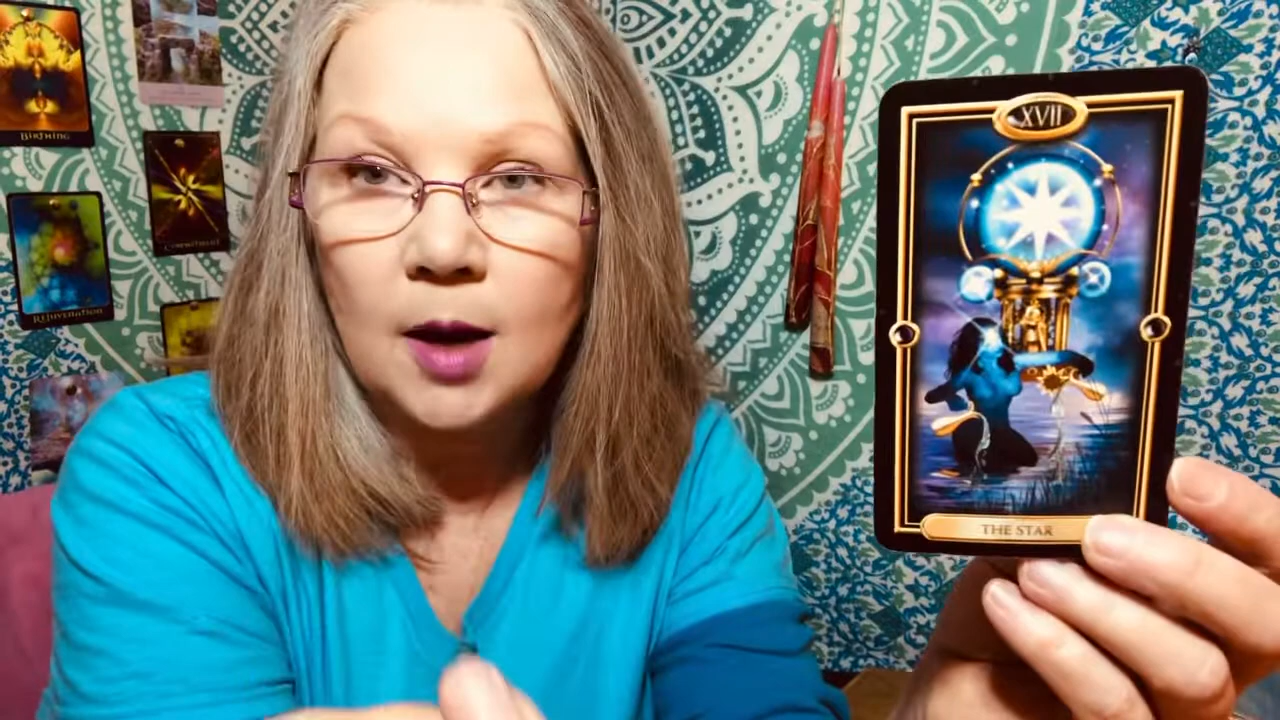 BIRTHING
COMMITMENT
REJUVENATION
XVII
THE STAR